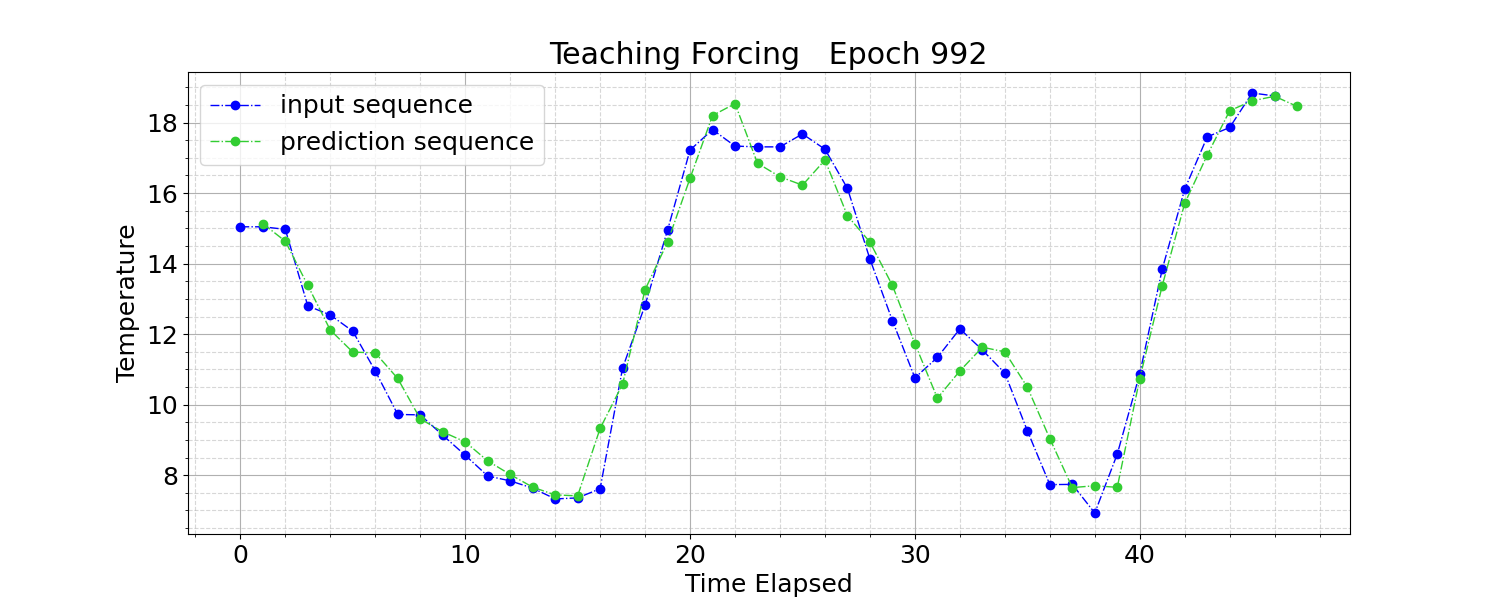 Teaching Forcing   Epoch 992
input sequence
prediction sequence
18
16
14
12
10
8
Temperature
0 10 20 30 40
Time Elapsed